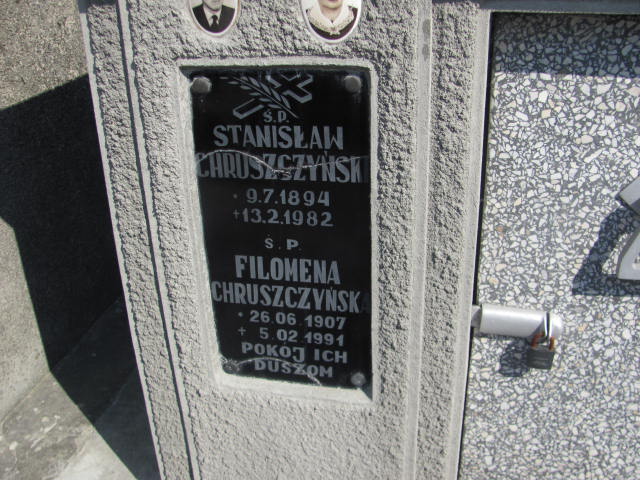 Ś.P.
STANISŁAW
CHRUSZCZYŃSKI
* 9.7.1894
+13.2.1982
Ś. P.
FILOMENA
CHRUSZCZYŃSKA
* 26.06.1907
+ 5.02.1991
POKÓJ ICH
DUSZOM